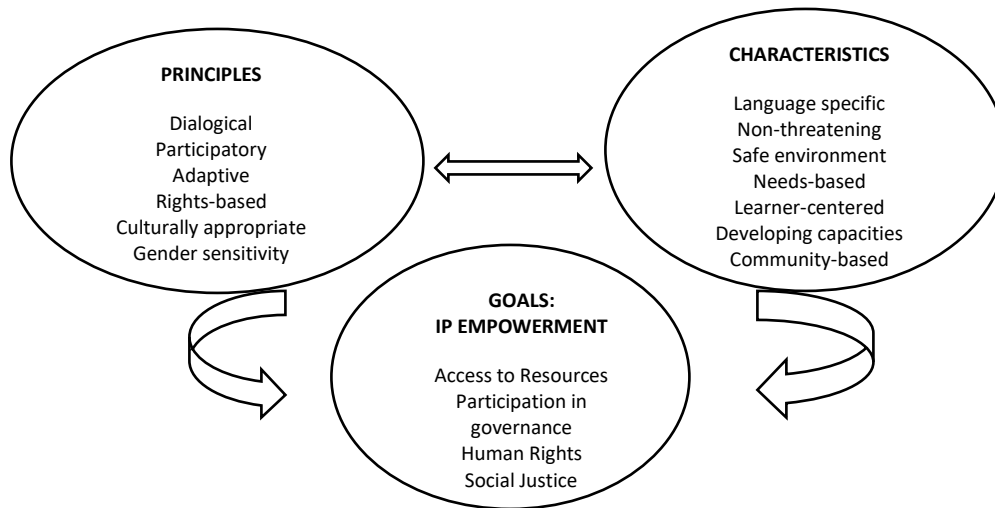 PRINCIPLES
Dialogical
Participatory
Adaptive
Rights-based
Culturally appropriate
Gender sensitivity
CHARACTERISTICS
Language specific
Non-threatening
Safe environment
Needs-based
Learner-centered
Developing capacities
Community-based
GOALS:
IP EMPOWERMENT
Access to Resources
Participation in
governance
Human Rights
Social Justice